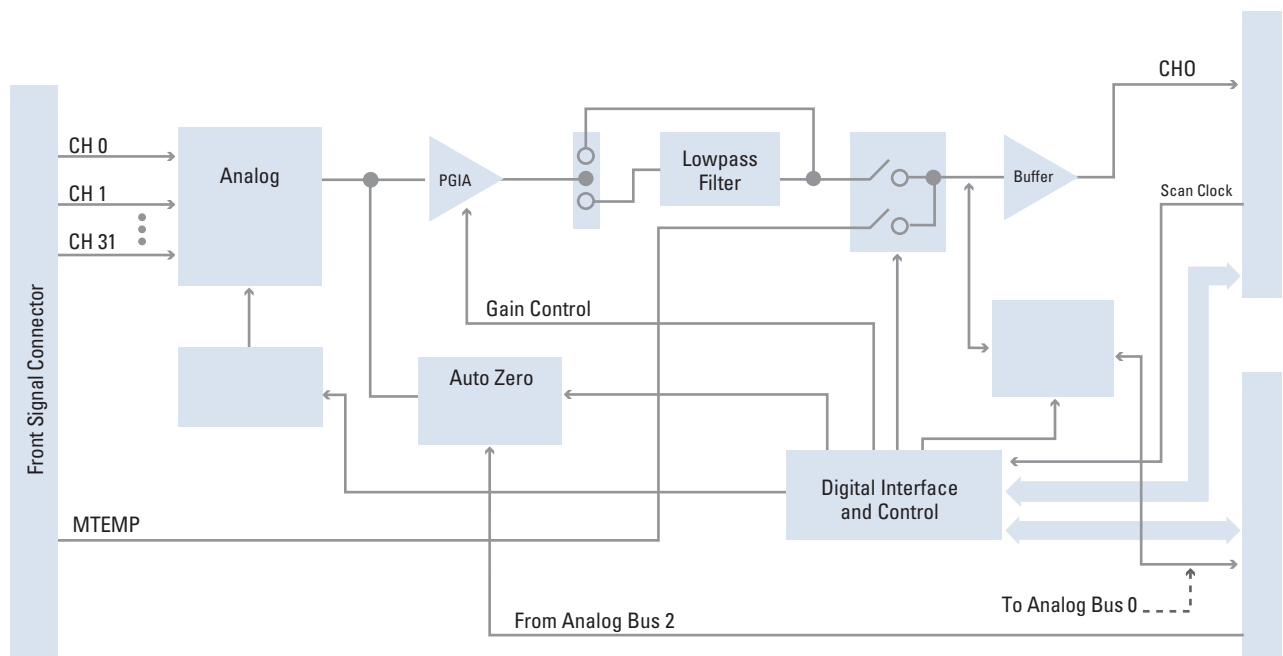 CHO
CH 0
Analog
PGIA
Lowpass
Filter
Buffer
CH 1
Scan Clock
CH 31
Gain Control
Front Signal Connector
Auto Zero
Digital Interface
and Control
MTEMP
To Analog Bus 0
From Analog Bus 2